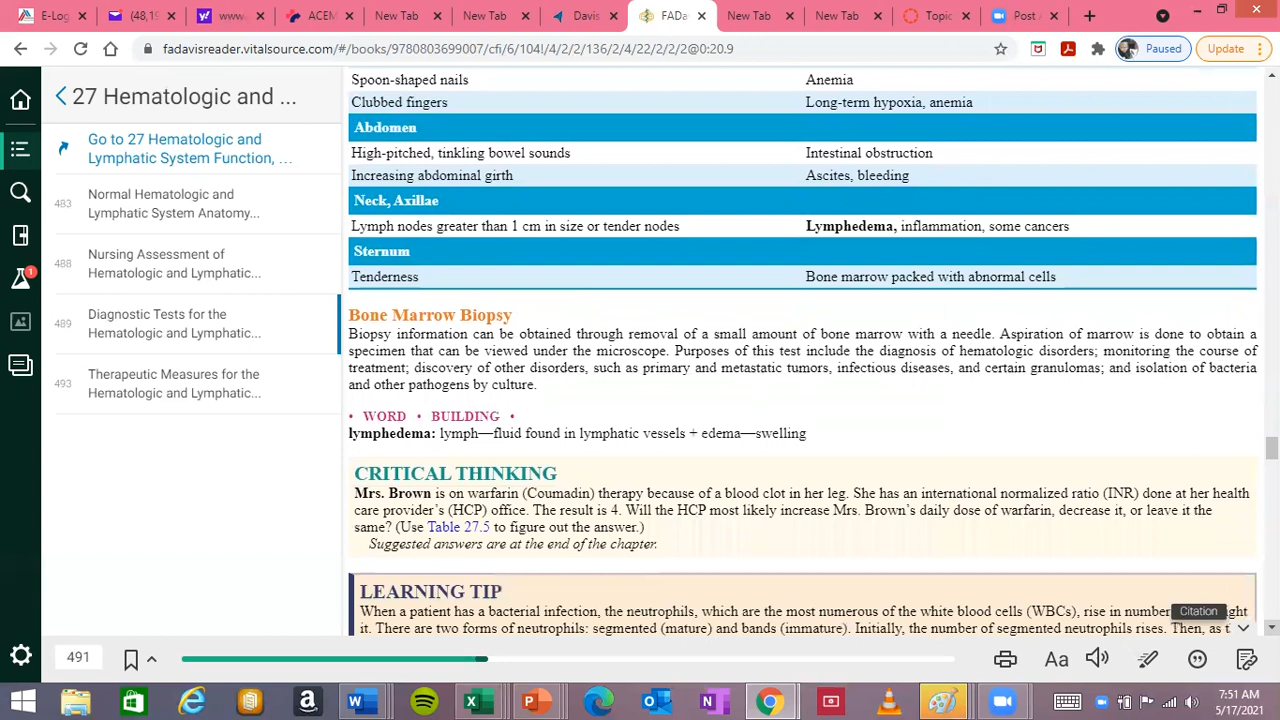 E-Log
(48,19
www.
ACEM
New Tab
New Tab
Davis
FADav
New Tab
New Tab
Topic
Post A
fadavisreader.vitalsource.com/#/books/9780803699007/cfi/6/104!/4/2/2/136/2/4/22/2/2/2@0:20.9
Paused
Update
27 Hematologic and ...
Go to 27 Hematologic and
Lymphatic System Function, ...
483
Normal Hematologic and
Lymphatic System Anatomy...
488
Nursing Assessment of
Hematologic and Lymphatic...
489
Diagnostic Tests for the
Hematologic and Lymphatic...
493
Therapeutic Measures for the
Hematologic and Lymphatic...
1
Spoon-shaped nails Anemia
Clubbed fingers Long-term hypoxia, anemia
Abdomen
High-pitched, tinkling bowel sounds Intestinal obstruction
Increasing abdominal girth Ascites, bleeding
Neck, Axillae
Lymph nodes greater than 1 cm in size or tender nodes Lymphedema, inflammation, some cancers
Sternum
Tenderness Bone marrow packed with abnormal cells
Bone Marrow Biopsy
Biopsy information can be obtained through removal of a small amount of bone marrow with a needle. Aspiration of marrow is done to obtain a
specimen that can be viewed under the microscope. Purposes of this test include the diagnosis of hematologic disorders; monitoring the course of
treatment; discovery of other disorders, such as primary and metastatic tumors, infectious diseases, and certain granulomas; and isolation of bacteria
and other pathogens by culture.
• WORD • BUILDING •
lymphedema: lymph—fluid found in lymphatic vessels + edema—swelling
CRITICAL THINKING
Mrs. Brown is on warfarin (Coumadin) therapy because of a blood clot in her leg. She has an international normalized ratio (INR) done at her health
care provider's (HCP) office. The result is 4. Will the HCP most likely increase Mrs. Brown's daily dose of warfarin, decrease it, or leave it the
same? (Use Table 27.5 to figure out the answer.)
Suggested answers are at the end of the chapter.
LEARNING TIP
When a patient has a bacterial infection, the neutrophils, which are the most numerous of the white blood cells (WBCs), rise in number
it. There are two forms of neutrophils: segmented (mature) and bands (immature). Initially, the number of segmented neutrophils rises. Then, as
Citation
491
Aa
7:51 AM
5/17/2021